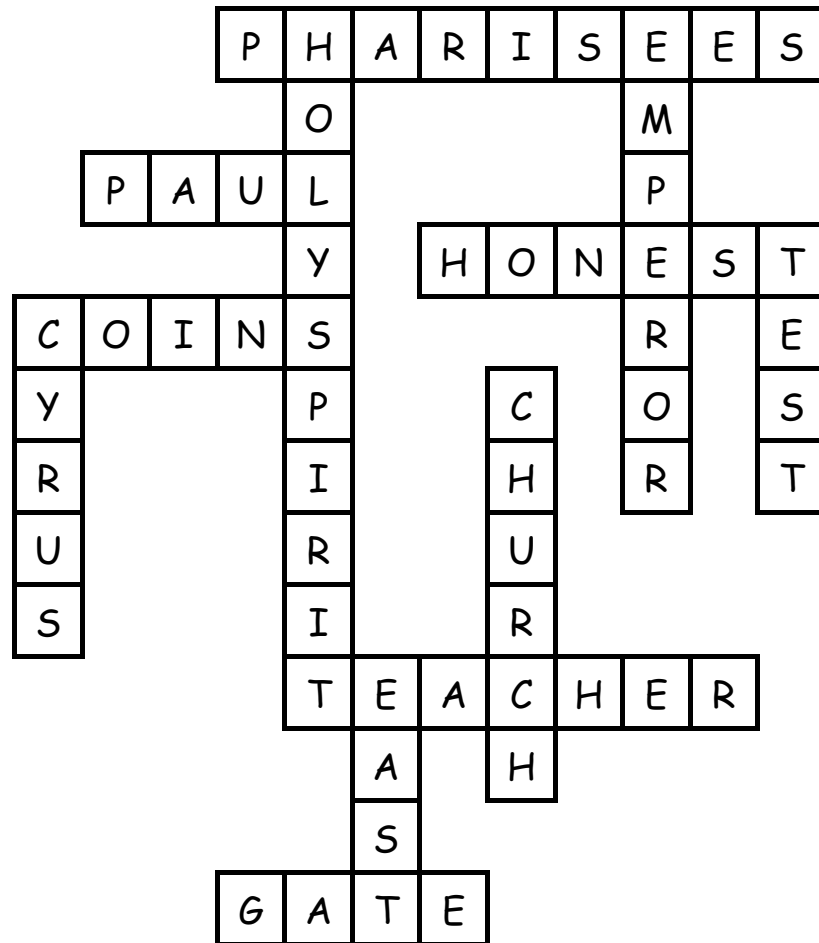 PHARISEES
O M
PAUL P
Y HONEST
COINS R E
Y P C O S
R I H R T
U R U
S I R
TEACHER
A H
S
GATE